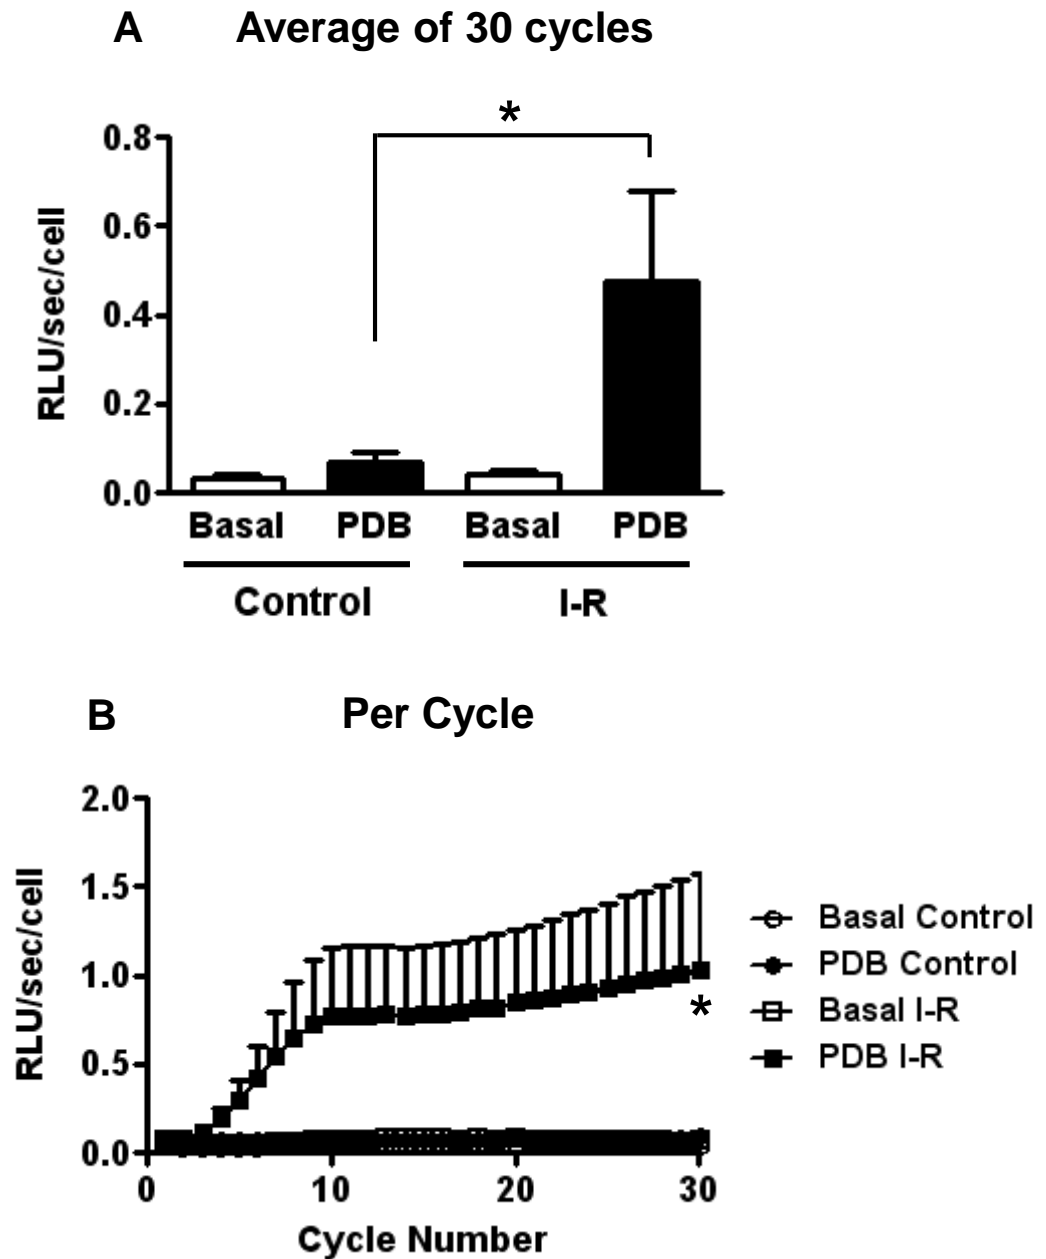 A Average of 30 cycles
*
0.8
0.6
0.4
0.2
0.0
RLU/sec/cell
Basal PDB Basal PDB
Control I-R
B Per Cycle
2.0
1.5
1.0
0.5
0.0
RLU/sec/cell
*
Basal Control
PDB Control
Basal I-R
PDB I-R
0 10 20 30
Cycle Number